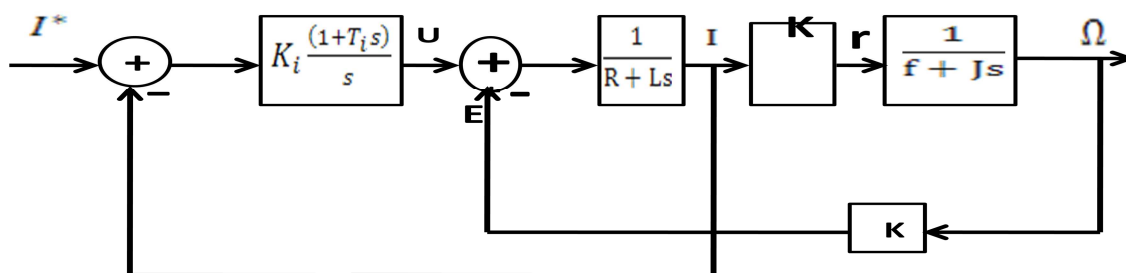 I*
+
−
K_i (1+T_i s)/s
U
+
−
E
1/(R + Ls)
I
K
r
1/(f + Js)
Ω
K